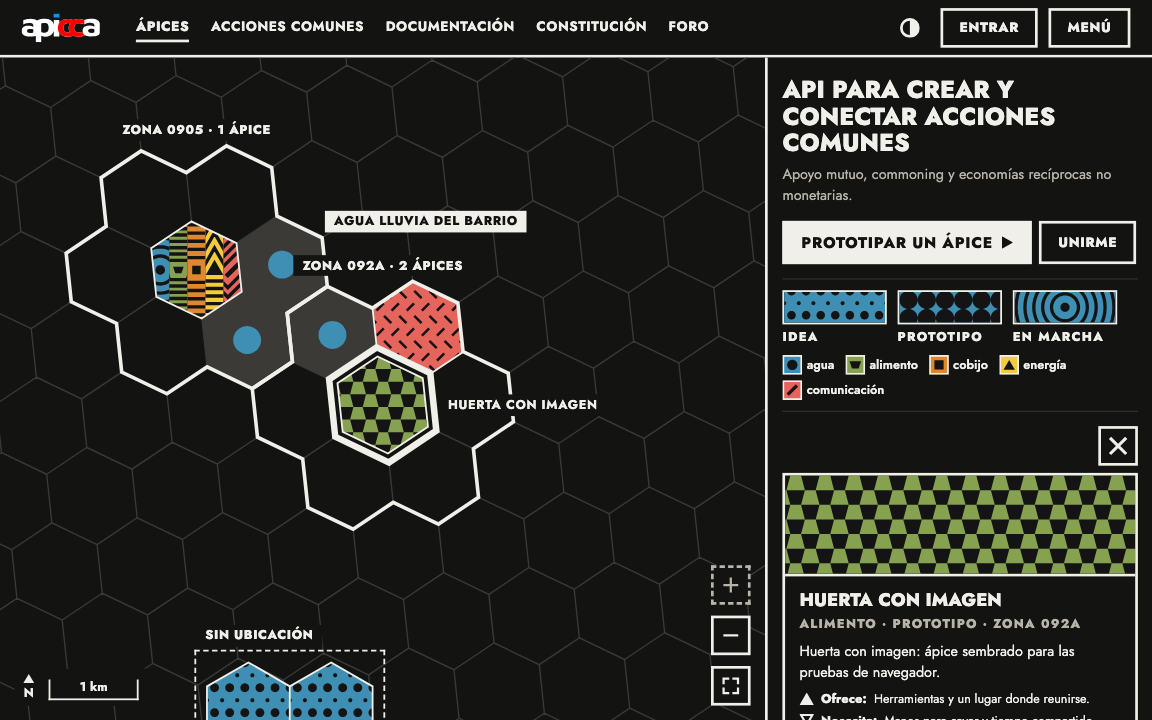 apicca
ÁPICES
ACCIONES COMUNES
DOCUMENTACIÓN
CONSTITUCIÓN
FORO
ENTRAR
MENÚ
ZONA 0905 · 1 ÁPICE
AGUA LLUVIA DEL BARRIO
ZONA 092A · 2 ÁPICES
HUERTA CON IMAGEN
SIN UBICACIÓN
N
1 km
API PARA CREAR Y
CONECTAR ACCIONES
COMUNES
Apoyo mutuo, commoning y economías recíprocas no
monetarias.
PROTOTIPAR UN ÁPICE
UNIRME
IDEA
PROTOTIPO
EN MARCHA
agua
alimento
cobijo
energía
comunicación
HUERTA CON IMAGEN
ALIMENTO · PROTOTIPO · ZONA 092A
Huerta con imagen: ápice sembrado para las
pruebas de navegador.
Ofrece: Herramientas y un lugar donde reunirse.